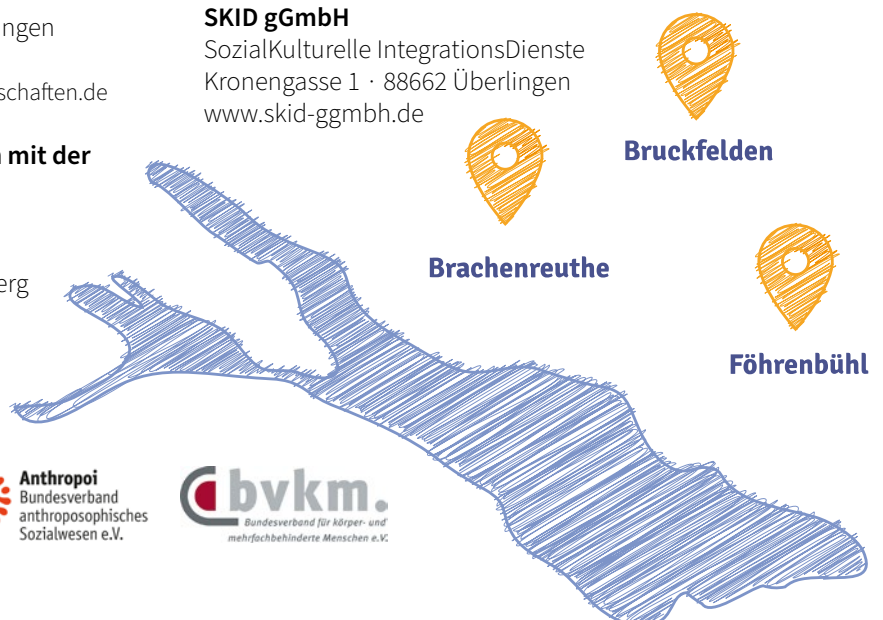 ngen
schaften.de
mit der
erg
SKID gGmbH
SozialKulturelle IntegrationsDienste
Kronengasse 1 · 88662 Überlingen
www.skid-ggmbh.de
Bruckfelden
Brachenreuthe
Föhrenbühl
Anthropoi
Bundesverband
anthroposophisches
Sozialwesen e.V.
bvkm.
Bundesverband für körper- und
mehrfachbehinderte Menschen e.V.